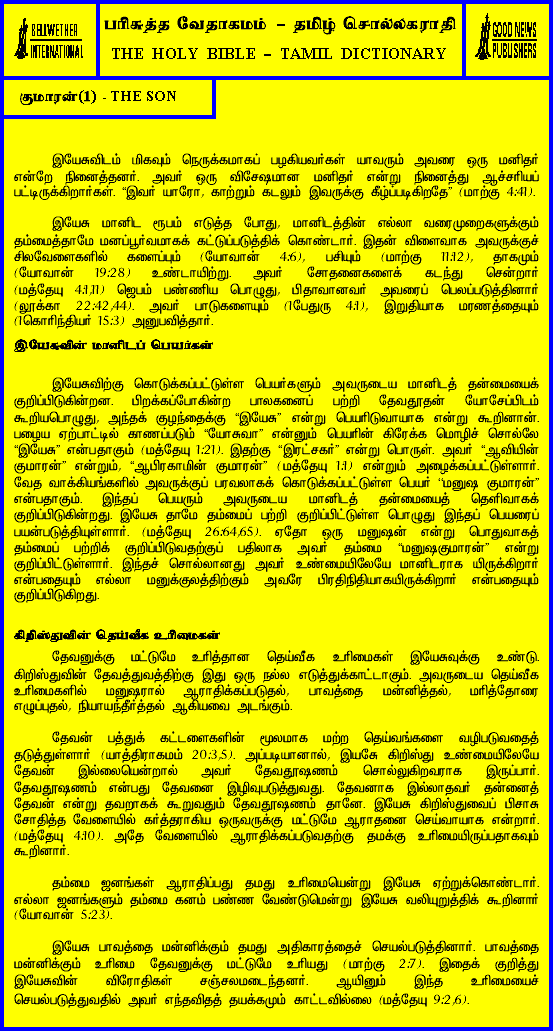 BELLWETHER
INTERNATIONAL
பரிசுத்த வேதாகமம் – தமிழ் சொல்லகராதி
THE HOLY BIBLE – TAMIL DICTIONARY
GOOD NEWS
PUBLISHERS
குமாரன்(1) - THE SON
இயேசுவிடம் மிகவும் நெருக்கமாகப் பழகியவர்கள் யாவரும் அவரை மாரு மனிதர்
என்றே நினைத்தனர். அவர் ஒரு விசேஷமான மனிதர் என்று நினைத்து ஆச்சரியப்
பட்டிருக்கிறார்கள். “இவர் யாரோ, காற்றும் கடலும் இவருக்கு கீழ்ப்படிகிறதே” (மாற்கு 4:41).
இயேசு மானிட ரூபம் எடுத்த போது, மானிடத்தின் எல்லா வரைமுறைகளுக்கும்
தம்மைத்தாமே மனப்பூர்வமாகக் கட்டுப்படுத்திக் கொண்டார். இதன் விளைவாக அவருக்குச்
சிலவேளைகளில் களைப்பும் (யோவான் 4:6), பசியும் (மாற்கு 11:12), தாகமும்
(யோவான் 19:28) உண்டாயிற்று. அவர் சோதனைகளைக் கடந்து சென்றார்
(மத்தேயு 4:1,11) ஜெபம் பண்ணிய பொழுது, பிதாவானவர் அவரைப் பெலப்படுத்தினார்
(லூக்கா 22:42,44). அவர் பாடுகளையும் (1பேதுரு 4:1), இறுதியாக மரணத்தையும்
(1கொரிந்தியர் 15:3) அனுபவித்தார்.
இயேசுவின் மானிடப் பெயர்கள்
இயேசுவிற்கு கொடுக்கப்பட்டுள்ள பெயர்களும் அவருடைய மானிடத் தன்மையைக்
குறிப்பிடுகின்றன. பிறக்கப்போகின்ற பாலகனைப் பற்றி தேவதூதன் யோசேப்பிடம்
கூறியபொழுது, அந்தக் குழந்தைக்கு “இயேசு” என்று பெயரிடுவாயாக என்று கூறினான்.
பழைய ஏற்பாட்டில் காணப்படும் “யோசுவா” என்னும் பெயரின் கிரேக்க மொழிச் சொல்லே
“இயேசு” என்பதாகும் (மத்தேயு 1:21). இதற்கு “இரட்சகர்” என்று பொருள். அவர் “ஆவியின்
குமாரன்” என்றும், “ஆபிரகாமின் குமாரன்” (மத்தேயு 1:1) என்றும் அழைக்கப்பட்டுள்ளார்.
வேத வாக்கியங்களில் அவருக்குப் பரவலாகக் கொடுக்கப்பட்டுள்ள பெயர் “மனுஷ குமாரன்”
என்பதாகும். இந்தப் பெயரும் அவருடைய மானிடத் தன்மையைத் தெளிவாகக்
குறிப்பிடுகின்றது. இயேசு தாமே தம்மைப் பற்றி குறிப்பிட்டுள்ள பொழுது இந்தப் பெயரைப்
பயன்படுத்தியுள்ளார். (மத்தேயு 26:64,65). ஏதோ ஒரு மனுஷன் என்று பொதுவாகத்
தம்மைப் பற்றிக் குறிப்பிடுவதற்குப் பதிலாக அவர் தம்மை “மனுஷகுமாரன்” என்று
குறிப்பிட்டுள்ளார். இந்தச் சொல்லானது அவர் உண்மையிலேயே மானிடராக யிருக்கிறார்
என்பதையும் எல்லா மனுக்குலத்திற்கும் அவரே பிரதிநிதியாகயிருக்கிறார் என்பதையும்
குறிப்பிடுகிறது.
கிறிஸ்துவின் தெய்வீக உரிமைகள்
தேவனுக்கு மட்டுமே உரித்தான தெய்வீக உரிமைகள் இயேசுவுக்கு உண்டு.
கிறிஸ்துவின் தேவத்துவத்திற்கு இது ஒரு நல்ல எடுத்துக்காட்டாகும். அவருடைய தெய்வீக
உரிமைகளில் மனுஷரால் ஆராதிக்கப்படுதல், பாவத்தை மன்னித்தல், மரித்தோரை
எழுப்புதல், நியாயந்தீர்த்தல் ஆகியவை அடங்கும்.
தேவன் பத்துக் கட்டளைகளின் மூலமாக மற்ற தெய்வங்களை வழிபடுவதைத்
தடுத்துள்ளார் (யாத்திராகமம் 20:3,5). அப்படியானால், இயசேு கிறிஸ்து உண்மையிலேயே
தேவன் இல்லையென்றால் அவர் தேவதூஷணம் சொல்லுகிறவராக இருப்பார்.
தேவதூஷணம் என்பது தேவனை இழிவுபடுத்துவது. தேவனாக இல்லாதவர் தன்னைத்
தேவன் என்று தவறாகக் கூறுவதும் தேவதூஷணம் தானே. இயேசு கிறிஸ்துவைப் பிசாசு
சோதித்த வேளையில் கர்த்தராகிய ஒருவருக்கு மட்டுமே ஆராதனை செய்வாயாக என்றார்.
(மத்தேயு 4:10). அதே வேளையில் ஆராதிக்கப்படுவதற்கு தமக்கு உரிமையிருப்பதாகவும்
கூறினார்.
தம்மை ஜனங்கள் ஆராதிப்பது தமது உரிமையென்று இயேசு ஏற்றுக்கொண்டார்.
எல்லா ஜனங்களும் தம்மை கனம் பண்ண வேண்டுமென்று இயேசு வலியுறுத்திக் கூறினார்
(யோவான் 5:23).
இயேசு பாவத்தை மன்னிக்கும் தமது அதிகாரத்தைச் செயல்படுத்தினார். பாவத்தை
மன்னிக்கும் உரிமை தேவனுக்கு மட்டுமே உரியது (மாற்கு 2:7). இதைக் குறித்து
இயேசுவின் விரோதிகள் சஞ்சலமடைந்தனர். ஆயினும் இந்த உரிமையைச்
செயல்படுத்துவதில் அவர் எந்தவிதத் தயக்கமும் காட்டவில்லை (மத்தேயு 9:2,6).